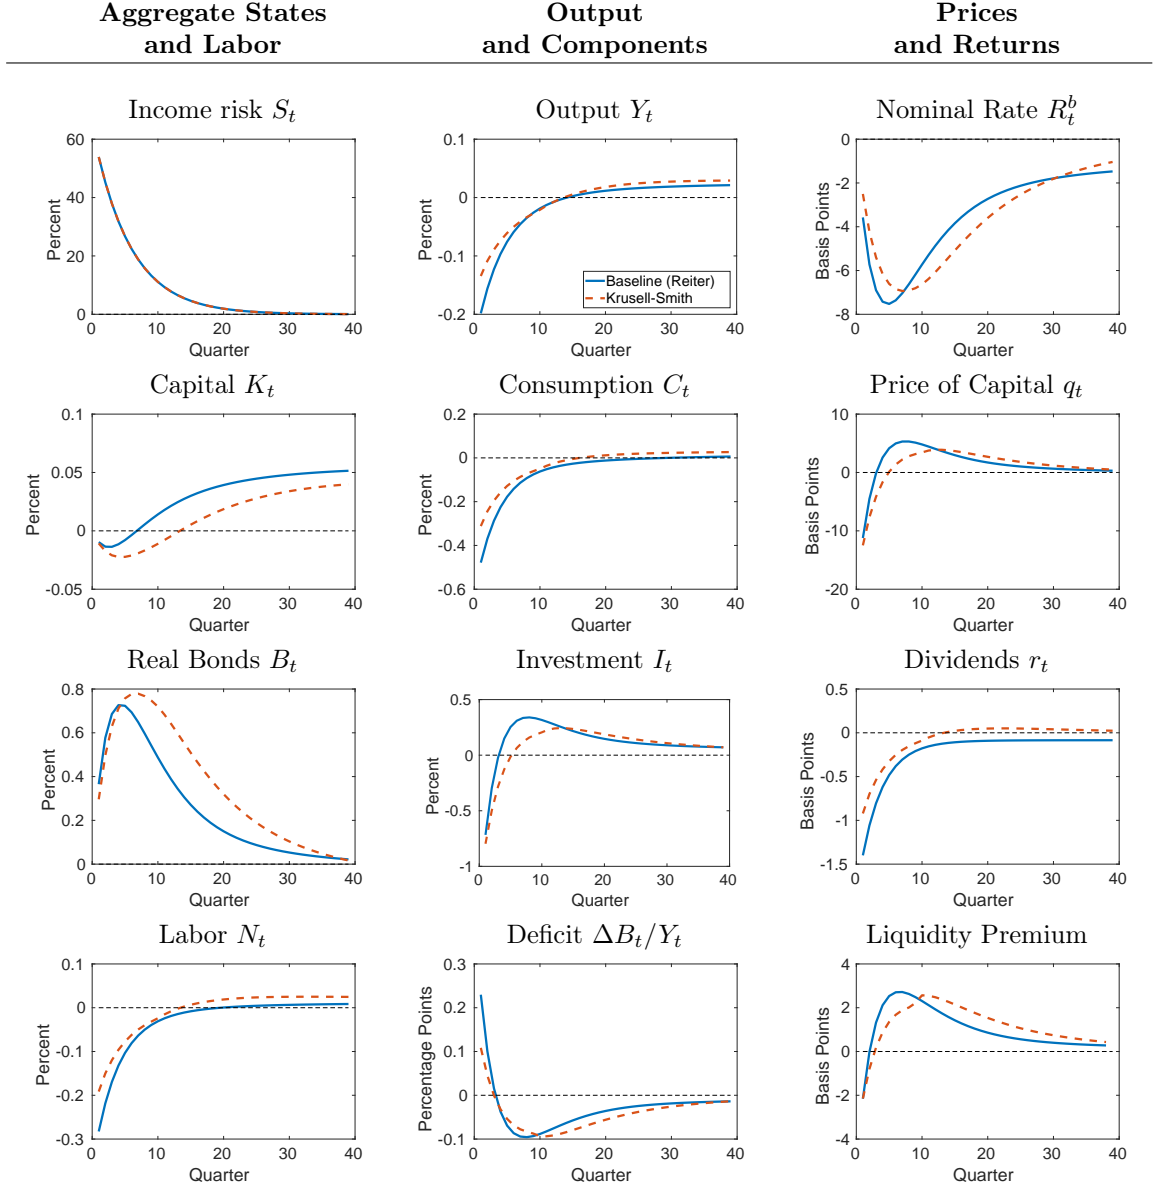 Aggregate States
and Labor
Output
and Components
Prices
and Returns
Income risk $S_t$
60
40
20
0
Percent
0 10 20 30 40
Quarter
Output $Y_t$
0.1
0
-0.1
-0.2
Percent
Baseline (Reiter)
Krusell-Smith
0 10 20 30 40
Quarter
Nominal Rate $R_t^b$
0
-2
-4
-6
-8
Basis Points
0 10 20 30 40
Quarter
Capital $K_t$
0.1
0.05
0
-0.05
Percent
0 10 20 30 40
Quarter
Consumption $C_t$
0.2
0
-0.2
-0.4
-0.6
Percent
0 10 20 30 40
Quarter
Price of Capital $q_t$
10
0
-10
-20
Basis Points
0 10 20 30 40
Quarter
Real Bonds $B_t$
0.8
0.6
0.4
0.2
0
Percent
0 10 20 30 40
Quarter
Investment $I_t$
0.5
0
-0.5
-1
Percent
0 10 20 30 40
Quarter
Dividends $r_t$
0.5
0
-0.5
-1
-1.5
Basis Points
0 10 20 30 40
Quarter
Labor $N_t$
0.1
0
-0.1
-0.2
-0.3
Percent
0 10 20 30 40
Quarter
Deficit $\Delta B_t/Y_t$
0.3
0.2
0.1
0
-0.1
Percentage Points
0 10 20 30 40
Quarter
Liquidity Premium
4
2
0
-2
-4
Basis Points
0 10 20 30 40
Quarter